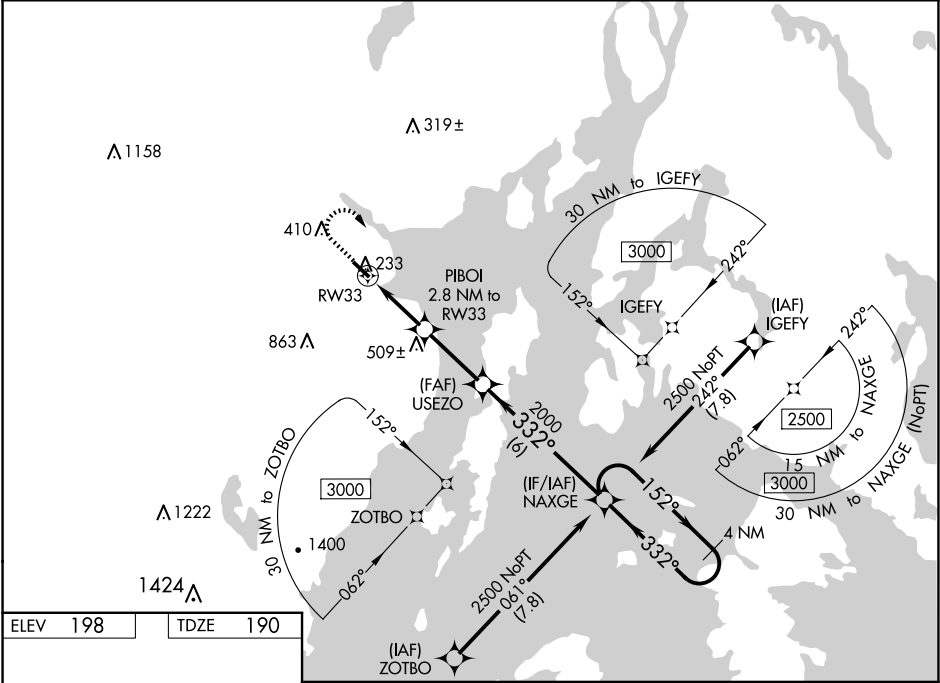 319±
1158
30 NM to IGEFY
3000
242°
410
233
RW33
PIBOI
2.8 NM to
RW33
152°
IGEFY
(IAF)
IGEFY
242°
863
509±
(FAF)
USEZO
2500 NoPT
242°
(7.8)
2500
062°
15 NM to NAXGE
3000
30 NM to NAXGE (NoPT)
2000
332°
(6)
152°
30 NM to ZOTBO
3000
ZOTBO
062°
(IF/IAF)
NAXGE
152°
332°
4 NM
1222
1400
1424
2500 NoPT
061°
(7.8)
(IAF)
ZOTBO
ELEV 198
TDZE 190